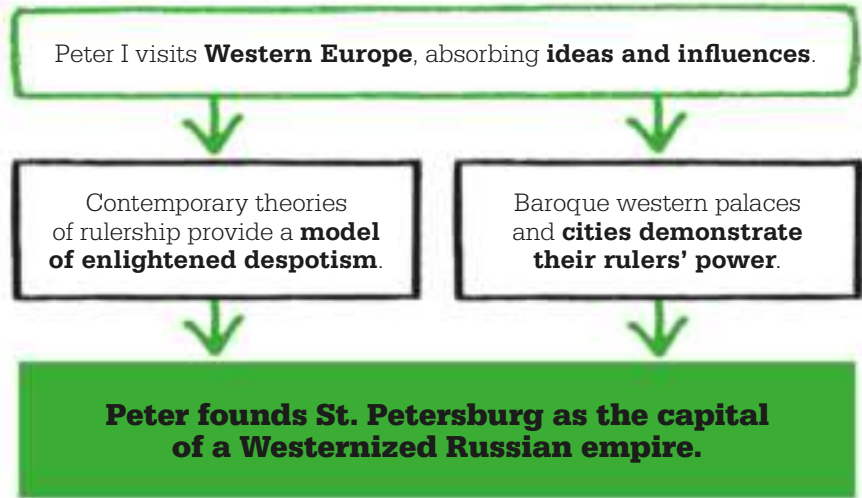 Peter I visits Western Europe, absorbing ideas and influences.
Contemporary theories
of rulership provide a model
of enlightened despotism.
Baroque western palaces
and cities demonstrate
their rulers’ power.
Peter founds St. Petersburg as the capital
of a Westernized Russian empire.